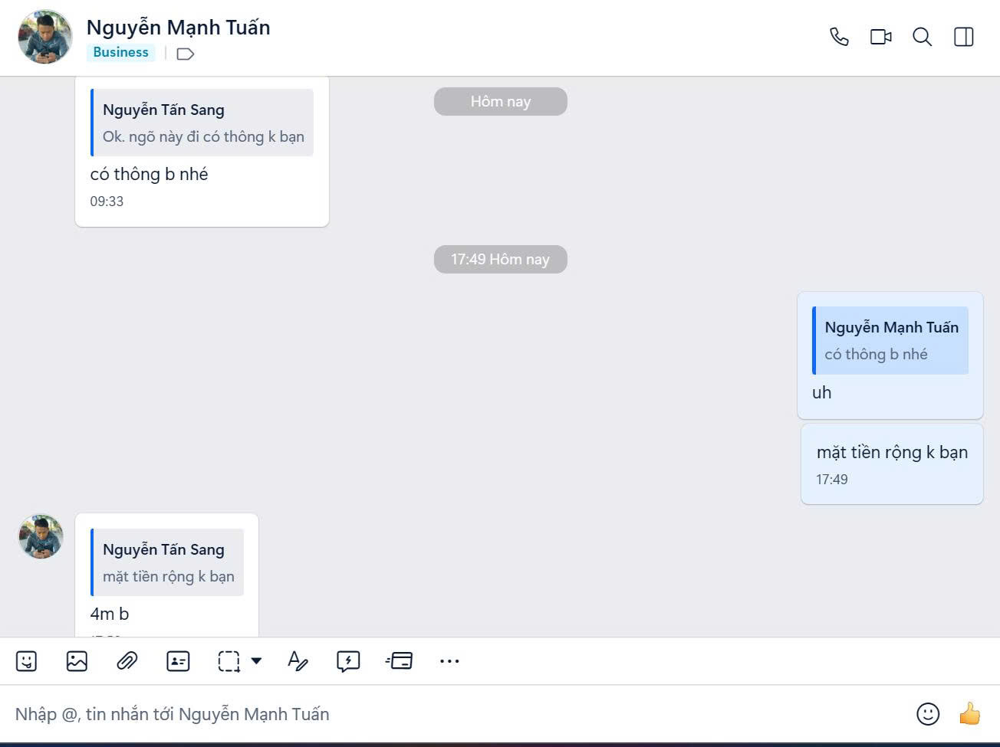 Nguyễn Mạnh Tuấn
Business
Hôm nay
Nguyễn Tấn Sang
Ok. ngõ này đi có thông k bạn
có thông b nhé
09:33
17:49 Hôm nay
Nguyễn Mạnh Tuấn
có thông b nhé
uh
mặt tiền rộng k bạn
17:49
Nguyễn Tấn Sang
mặt tiền rộng k bạn
4m b
Nhập @, tin nhắn tới Nguyễn Mạnh Tuấn